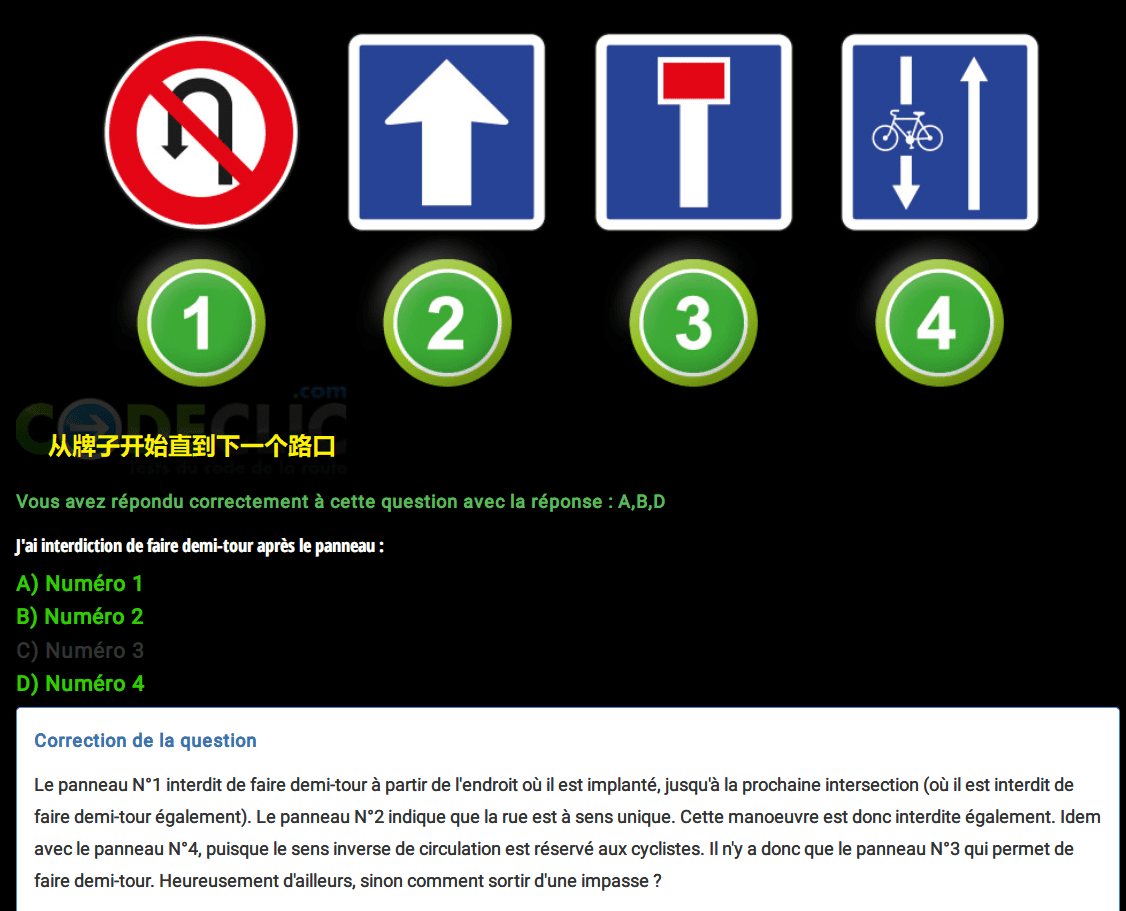 1
2
3
4
CODECLIC.com
从牌子开始直到下一个路口
Tests du code de la route
Vous avez répondu correctement à cette question avec la réponse : A,B,D
J'ai interdiction de faire demi-tour après le panneau :
A) Numéro 1
B) Numéro 2
C) Numéro 3
D) Numéro 4
Correction de la question
Le panneau N°1 interdit de faire demi-tour à partir de l'endroit où il est implanté, jusqu'à la prochaine intersection (où il est interdit de
faire demi-tour également). Le panneau N°2 indique que la rue est à sens unique. Cette manoeuvre est donc interdite également. Idem
avec le panneau N°4, puisque le sens inverse de circulation est réservé aux cyclistes. Il n'y a donc que le panneau N°3 qui permet de
faire demi-tour. Heureusement d'ailleurs, sinon comment sortir d'une impasse ?